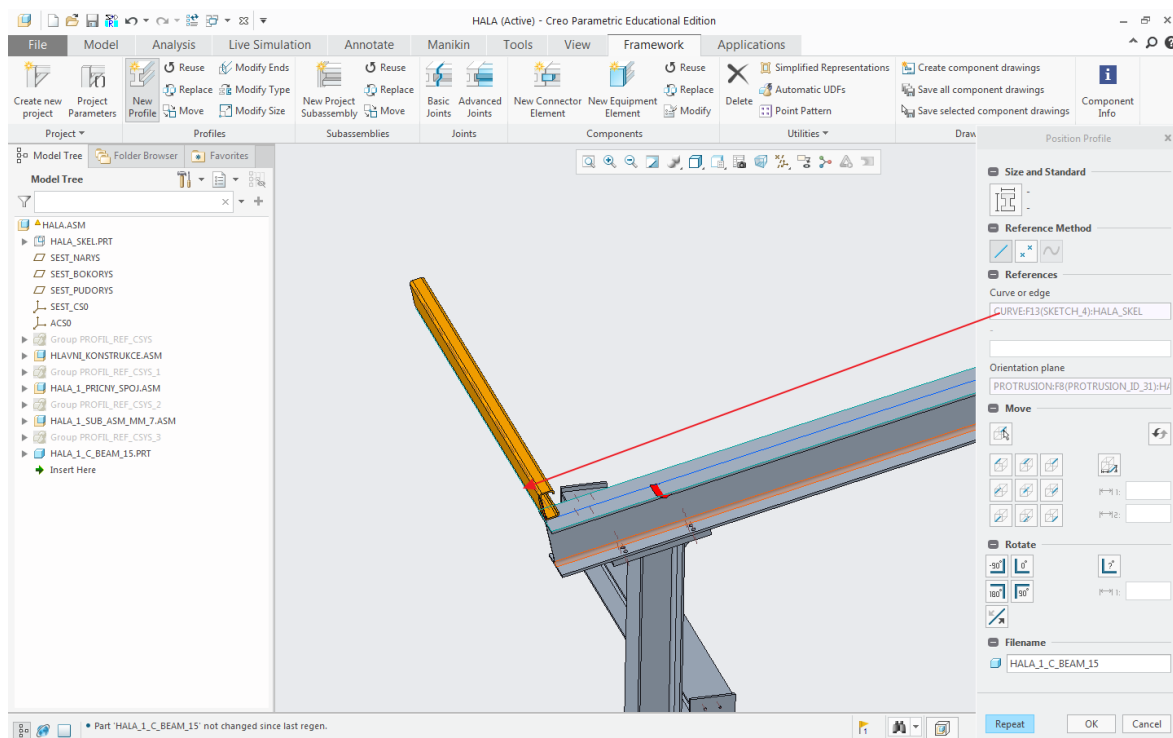 HALA (Active) - Creo Parametric Educational Edition
File Model Analysis Live Simulation Annotate Manikin Tools View Framework Applications
Create new project
Project Parameters
New Profile
Reuse
Replace
Move
Modify Ends
Modify Type
Modify Size
New Project Subassembly
Reuse
Replace
Move
Basic Joints
Advanced Joints
New Connector Element
New Equipment Element
Reuse
Replace
Modify
Delete
Simplified Representations
Automatic UDFs
Point Pattern
Create component drawings
Save all component drawings
Save selected component drawings
Component Info
Project Profiles Subassemblies Joints Components Utilities Draw
Model Tree Folder Browser Favorites
Model Tree
HALA.ASM
HALA_SKEL.PRT
SEST_NARYS
SEST_BOKORYS
SEST_PUDORYS
SEST_CS0
ACS0
Group PROFIL_REF_CSYS
HLAVNI_KONSTRUKCE.ASM
Group PROFIL_REF_CSYS_1
HALA_1_PRICNY_SPOJ.ASM
Group PROFIL_REF_CSYS_2
HALA_1_SUB_ASM_MM_7.ASM
Group PROFIL_REF_CSYS_3
HALA_1_C_BEAM_15.PRT
Insert Here
Position Profile
Size and Standard
-
-
Reference Method
References
Curve or edge
CURVE:F13(SKETCH_4):HALA_SKEL
-
Orientation plane
PROTRUSION:F8(PROTRUSION_ID_31):HA
Move
1:
2:
Rotate
-90° 0° ?
180° 90° 1:
Filename
HALA_1_C_BEAM_15
Repeat OK Cancel
• Part 'HALA_1_C_BEAM_15' not changed since last regen.
1